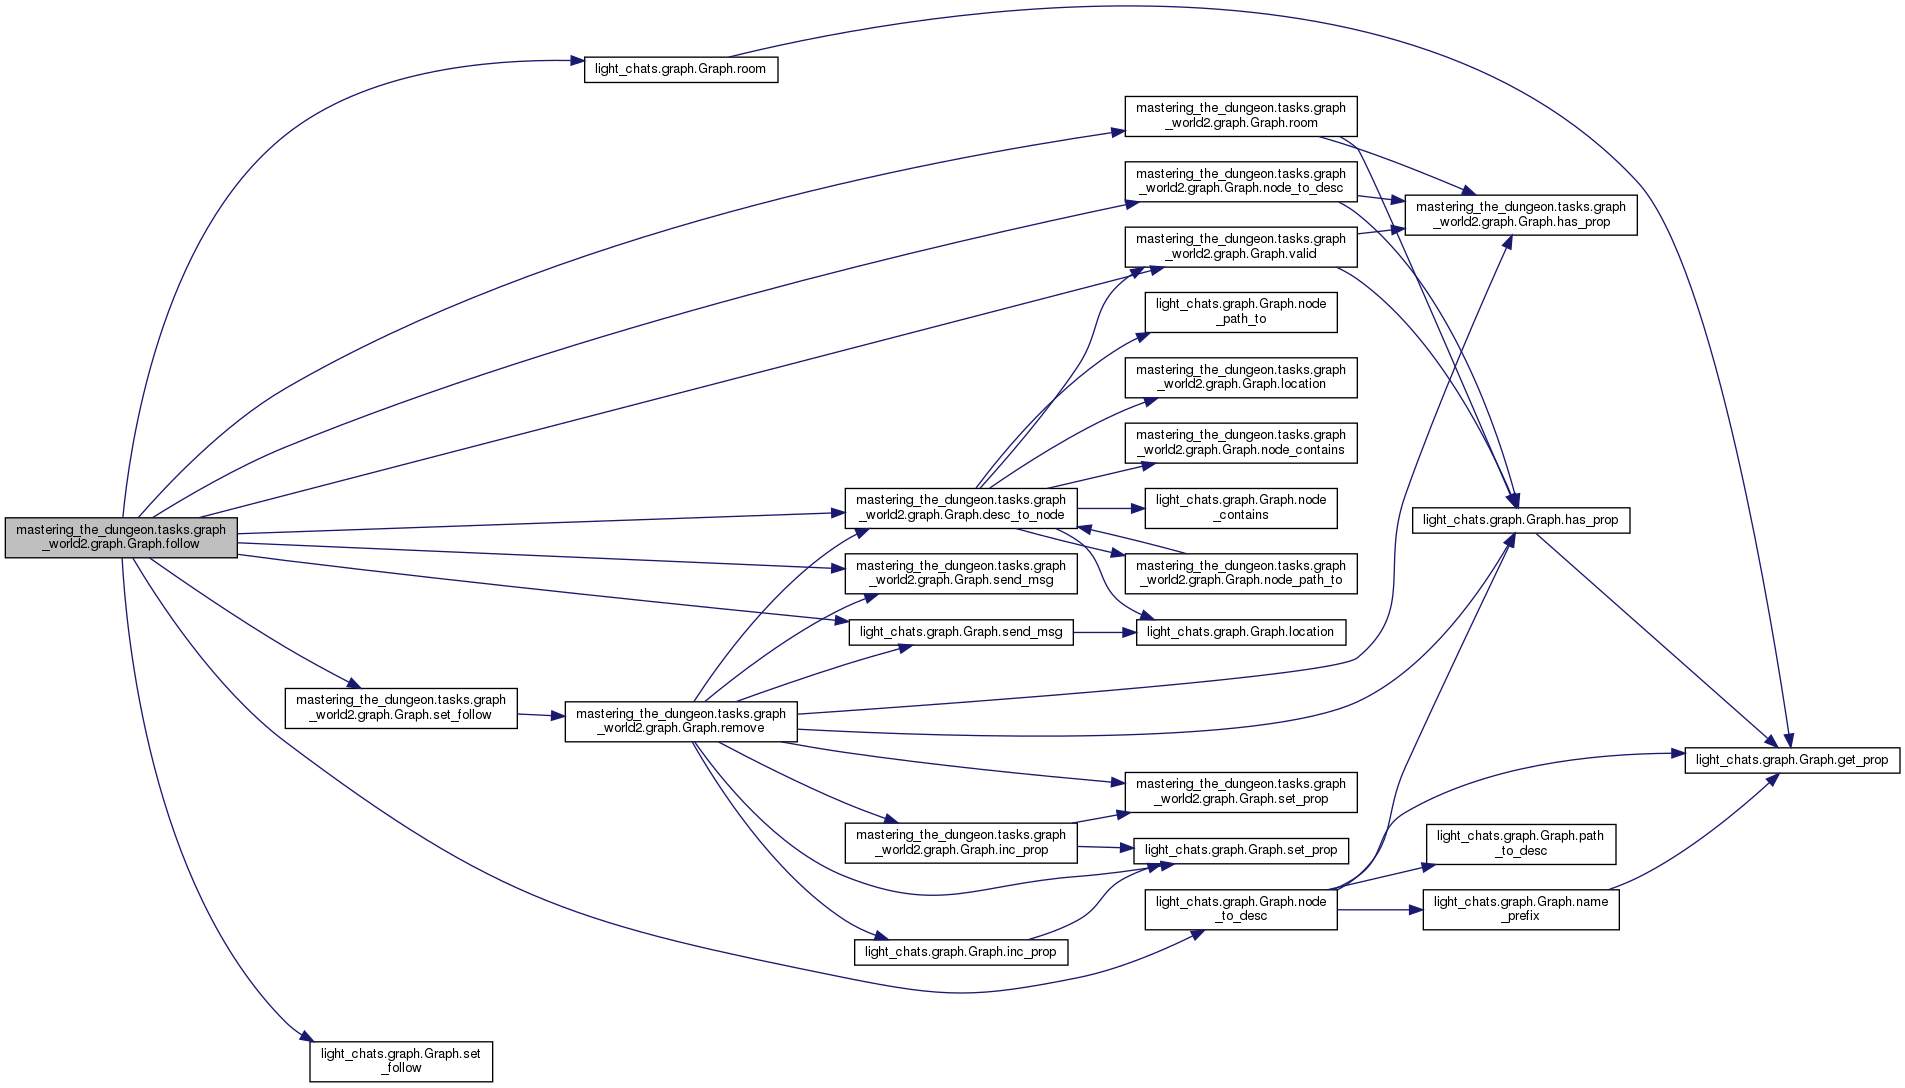 light_chats.graph.Graph.room
mastering_the_dungeon.tasks.graph
_world2.graph.Graph.room
mastering_the_dungeon.tasks.graph
_world2.graph.Graph.node_to_desc
mastering_the_dungeon.tasks.graph
_world2.graph.Graph.has_prop
mastering_the_dungeon.tasks.graph
_world2.graph.Graph.valid
light_chats.graph.Graph.node
_path_to
mastering_the_dungeon.tasks.graph
_world2.graph.Graph.location
mastering_the_dungeon.tasks.graph
_world2.graph.Graph.node_contains
mastering_the_dungeon.tasks.graph
_world2.graph.Graph.desc_to_node
light_chats.graph.Graph.node
_contains
light_chats.graph.Graph.has_prop
mastering_the_dungeon.tasks.graph
_world2.graph.Graph.follow
mastering_the_dungeon.tasks.graph
_world2.graph.Graph.send_msg
mastering_the_dungeon.tasks.graph
_world2.graph.Graph.node_path_to
light_chats.graph.Graph.send_msg
light_chats.graph.Graph.location
mastering_the_dungeon.tasks.graph
_world2.graph.Graph.set_follow
mastering_the_dungeon.tasks.graph
_world2.graph.Graph.remove
light_chats.graph.Graph.get_prop
mastering_the_dungeon.tasks.graph
_world2.graph.Graph.set_prop
mastering_the_dungeon.tasks.graph
_world2.graph.Graph.inc_prop
light_chats.graph.Graph.set_prop
light_chats.graph.Graph.path
_to_desc
light_chats.graph.Graph.node
_to_desc
light_chats.graph.Graph.name
_prefix
light_chats.graph.Graph.inc_prop
light_chats.graph.Graph.set
_follow